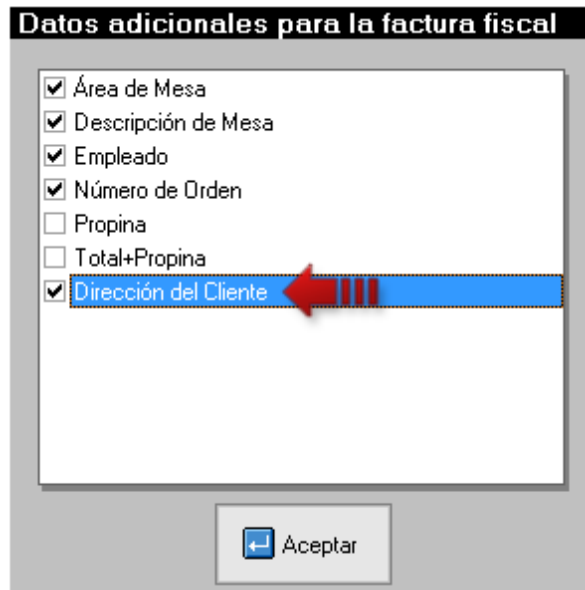 Datos adicionales para la factura fiscal
Área de Mesa
Descripción de Mesa
Empleado
Número de Orden
Propina
Total+Propina
Dirección del Cliente
Aceptar